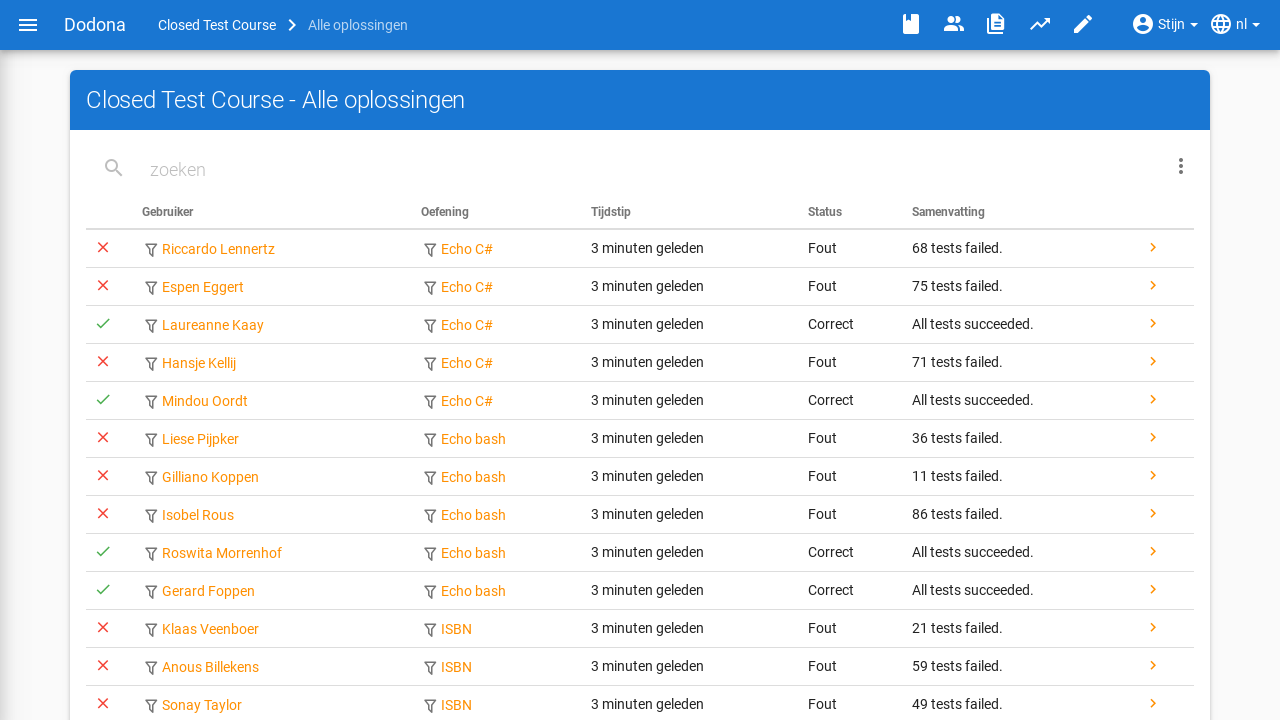 Dodona Closed Test Course Alle oplossingen Stijn nl
Closed Test Course - Alle oplossingen
zoeken
Gebruiker Oefening Tijdstip Status Samenvatting
Riccardo Lennertz Echo C# 3 minuten geleden Fout 68 tests failed.
Espen Eggert Echo C# 3 minuten geleden Fout 75 tests failed.
Laureanne Kaay Echo C# 3 minuten geleden Correct All tests succeeded.
Hansje Kellij Echo C# 3 minuten geleden Fout 71 tests failed.
Mindou Oordt Echo C# 3 minuten geleden Correct All tests succeeded.
Liese Pijpker Echo bash 3 minuten geleden Fout 36 tests failed.
Gilliano Koppen Echo bash 3 minuten geleden Fout 11 tests failed.
Isobel Rous Echo bash 3 minuten geleden Fout 86 tests failed.
Roswita Morrenhof Echo bash 3 minuten geleden Correct All tests succeeded.
Gerard Foppen Echo bash 3 minuten geleden Correct All tests succeeded.
Klaas Veenboer ISBN 3 minuten geleden Fout 21 tests failed.
Anous Billekens ISBN 3 minuten geleden Fout 59 tests failed.
Sonay Taylor ISBN 3 minuten geleden Fout 49 tests failed.